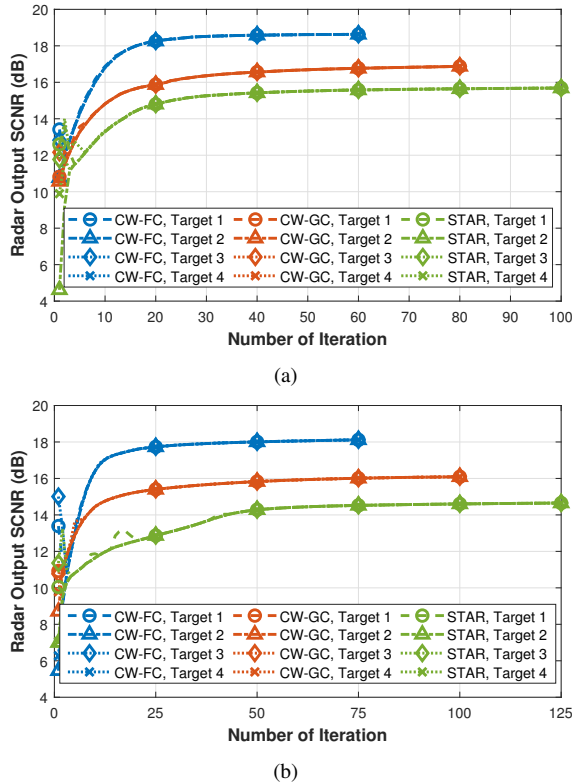 20
18
16
14
12
10
8
6
4
Radar Output SCNR (dB)
CW-FC, Target 1 CW-GC, Target 1 STAR, Target 1
CW-FC, Target 2 CW-GC, Target 2 STAR, Target 2
CW-FC, Target 3 CW-GC, Target 3 STAR, Target 3
CW-FC, Target 4 CW-GC, Target 4 STAR, Target 4
0 10 20 30 40 50 60 70 80 90 100
Number of Iteration
(a)
20
18
16
14
12
10
8
6
4
Radar Output SCNR (dB)
CW-FC, Target 1 CW-GC, Target 1 STAR, Target 1
CW-FC, Target 2 CW-GC, Target 2 STAR, Target 2
CW-FC, Target 3 CW-GC, Target 3 STAR, Target 3
CW-FC, Target 4 CW-GC, Target 4 STAR, Target 4
0 25 50 75 100 125
Number of Iteration
(b)